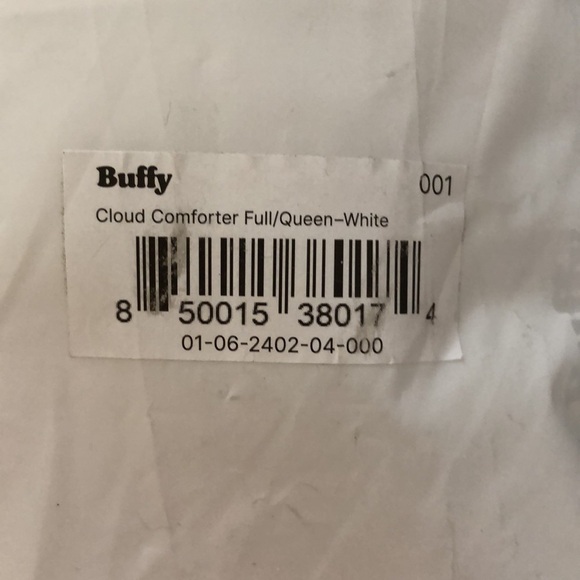 Buffy 001
Cloud Comforter Full/Queen–White
8 50015 38017 4
01-06-2402-04-000